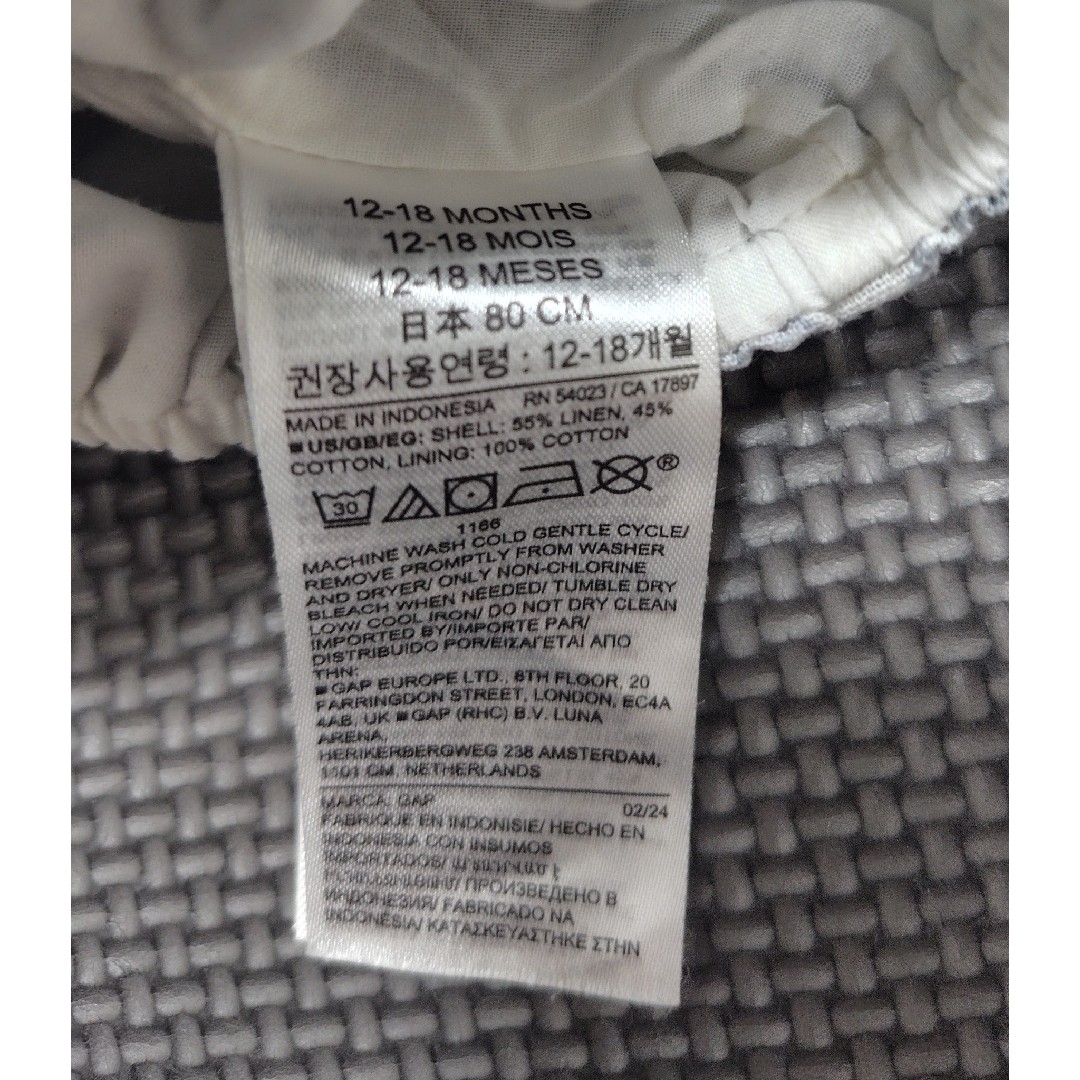 12-18 MONTHS
12-18 MOIS
12-18 MESES
日本 80 CM
권장사용연령 : 12-18개월
RN 54023 / CA 17897
MADE IN INDONESIA
■US/GB/EG: SHELL: 55% LINEN, 45%
COTTON, LINING: 100% COTTON
30
®
1166
MACHINE WASH COLD GENTLE CYCLE/
REMOVE PROMPTLY FROM WASHER
AND DRYER/ ONLY NON-CHLORINE
BLEACH WHEN NEEDED/ TUMBLE DRY
LOW/ COOL IRON/ DO NOT DRY CLEAN
IMPORTED BY/IMPORTE PAR/
DISTRIBUIDO POR/ΕΙΣΑΓΕΤΑΙ ΑΠΟ
ΤΗΝ:
■GAP EUROPE LTD., 8TH FLOOR, 20
FARRINGDON STREET, LONDON, EC4A
4AB, UK ■GAP (RHC) B.V. LUNA
ARENA,
HERIKERBERGWEG 238 AMSTERDAM,
1101 CM, NETHERLANDS
MARCA: GAP
02/24
FABRIQUE EN INDONISIE/ HECHO EN
INDONESIA CON INSUMOS
IMPORTADOS/
ПРОИЗВЕДЕНО В
ИНДОНЕЗИЯ/ FABRICADO NA
INDONÉSIA/ ΚΑΤΑΣΚΕΥΑΣΤΗΚΕ ΣΤΗΝ